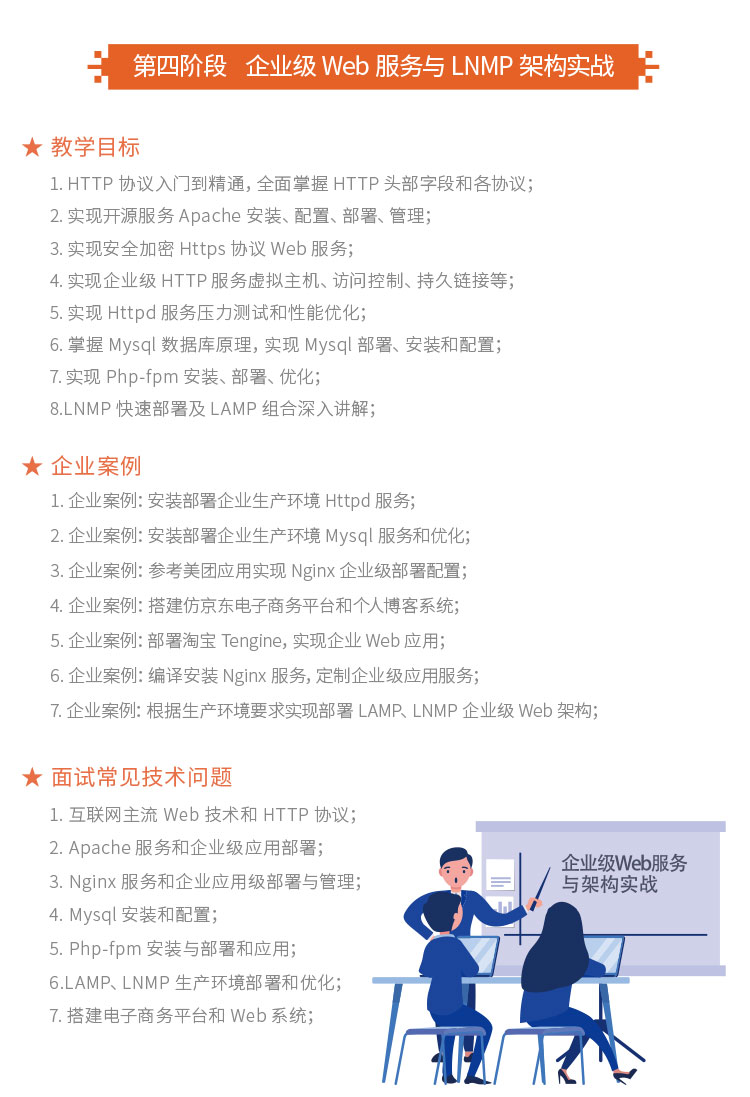 第四阶段 企业级 Web 服务与 LNMP 架构实战
★ 教学目标
1. HTTP 协议入门到精通，全面掌握 HTTP 头部字段和各协议；
2. 实现开源服务 Apache 安装、配置、部署、管理；
3. 实现安全加密 Https 协议 Web 服务；
4. 实现企业级 HTTP 服务虚拟主机、访问控制、持久链接等；
5. 实现 Httpd 服务压力测试和性能优化；
6. 掌握 Mysql 数据库原理，实现 Mysql 部署、安装和配置；
7. 实现 Php-fpm 安装、部署、优化；
8.LNMP 快速部署及 LAMP 组合深入讲解；
★ 企业案例
1. 企业案例：安装部署企业生产环境 Httpd 服务；
2. 企业案例：安装部署企业生产环境 Mysql 服务和优化；
3. 企业案例：参考美团应用实现 Nginx 企业级部署配置；
4. 企业案例：搭建仿京东电子商务平台和个人博客系统；
5. 企业案例：部署淘宝 Tengine，实现企业 Web 应用；
6. 企业案例：编译安装 Nginx 服务，定制企业级应用服务；
7. 企业案例：根据生产环境要求实现部署 LAMP、LNMP 企业级 Web 架构；
★ 面试常见技术问题
1. 互联网主流 Web 技术和 HTTP 协议；
2. Apache 服务和企业级应用部署；
3. Nginx 服务和企业应用级部署与管理；
4. Mysql 安装和配置；
5. Php-fpm 安装与部署和应用；
6.LAMP、LNMP 生产环境部署和优化；
7. 搭建电子商务平台和 Web 系统；
企业级Web服务
与架构实战